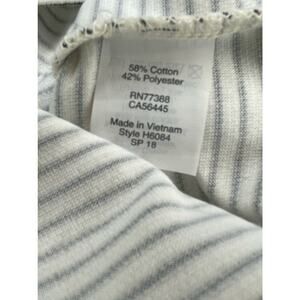 58% Cotton
42% Polyester
RN77388
CA56445
Made in Vietnam
Style H6084
SP 18